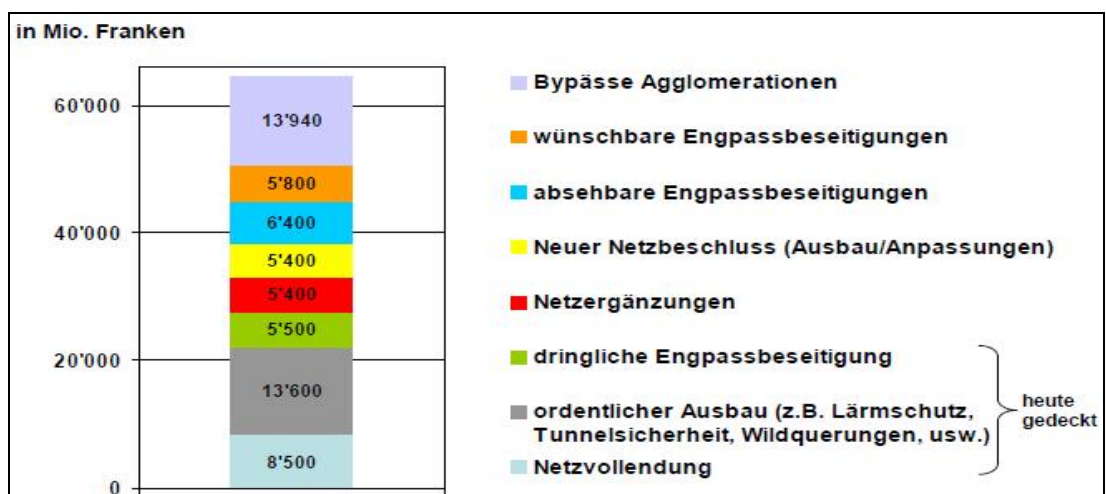 in Mio. Franken
60'000
40'000
20'000
0
13'940
5'800
6'400
5'400
5'400
5'500
13'600
8'500
Bypässe Agglomerationen
wünschbare Engpassbeseitigungen
absehbare Engpassbeseitigungen
Neuer Netzbeschluss (Ausbau/Anpassungen)
Netzergänzungen
dringliche Engpassbeseitigung
ordentlicher Ausbau (z.B. Lärmschutz,
Tunnelsicherheit, Wildquerungen, usw.)
Netzvollendung
heute
gedeckt